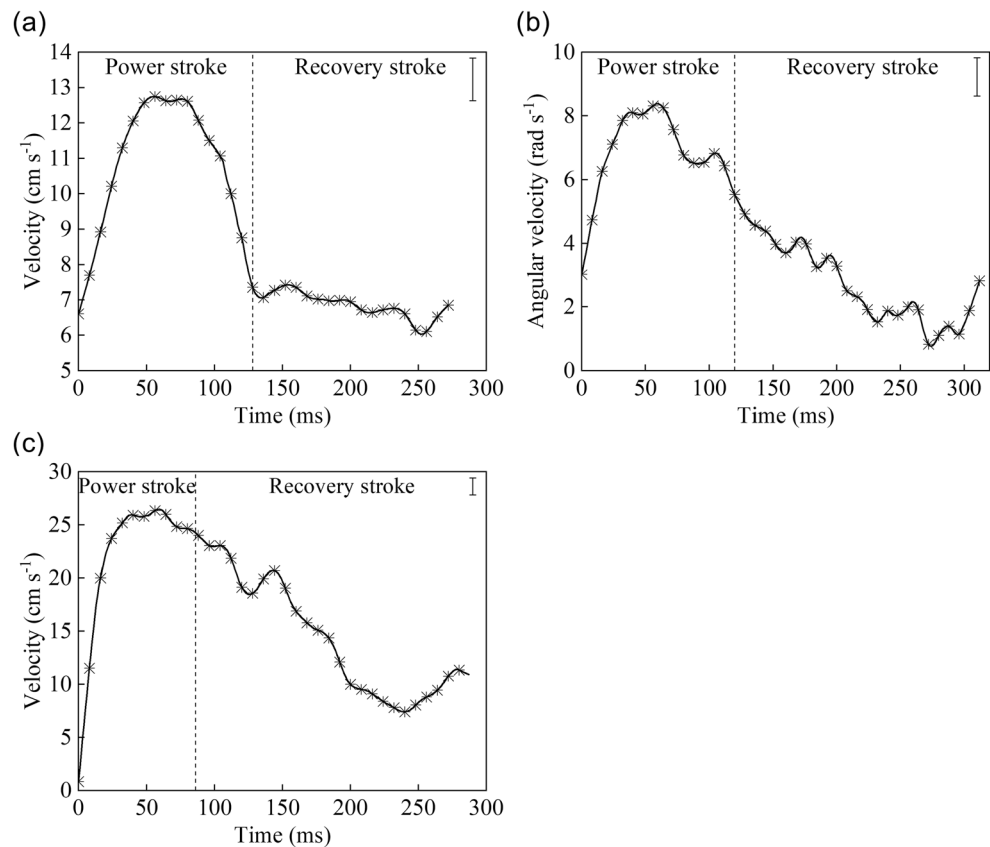 (a)
14
13
12
11
10
9
8
7
6
5
Velocity (cm s⁻¹)
Power stroke
Recovery stroke
0 50 100 150 200 250 300
Time (ms)
(b)
10
8
6
4
2
0
Angular velocity (rad s⁻¹)
Power stroke
Recovery stroke
0 50 100 150 200 250 300
Time (ms)
(c)
30
25
20
15
10
5
0
Velocity (cm s⁻¹)
Power stroke
Recovery stroke
0 50 100 150 200 250 300
Time (ms)